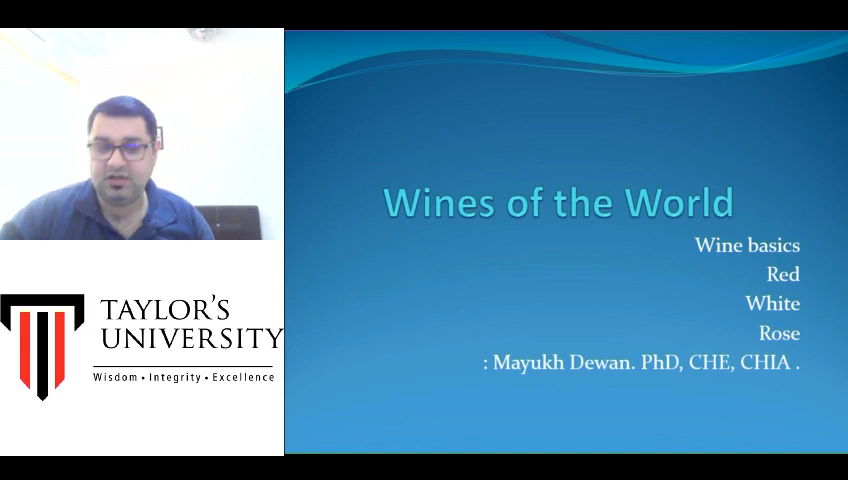 TAYLOR'S
UNIVERSITY
Wisdom • Integrity • Excellence
Wines of the World
Wine basics
Red
White
Rose
: Mayukh Dewan. PhD, CHE, CHIA .